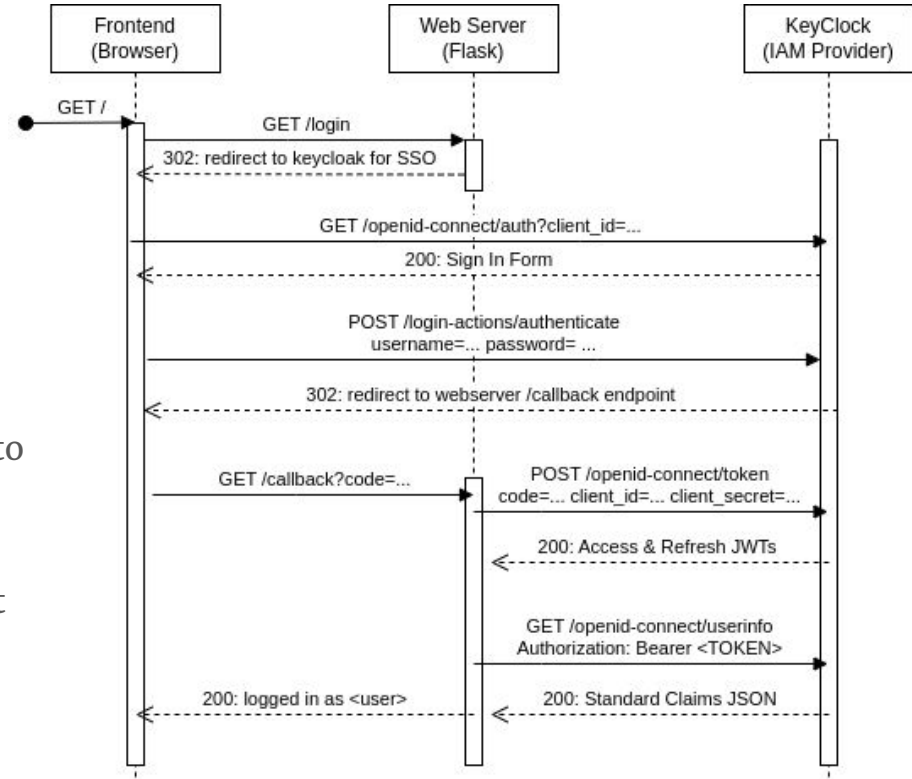 Frontend
(Browser)
Web Server
(Flask)
KeyClock
(IAM Provider)
GET /
GET /login
302: redirect to keycloak for SSO
GET /openid-connect/auth?client_id=...
200: Sign In Form
POST /login-actions/authenticate
username=... password= ...
302: redirect to webserver /callback endpoint
to
GET /callback?code=...
POST /openid-connect/token
code=... client_id=... client_secret=...
200: Access & Refresh JWTs
GET /openid-connect/userinfo
Authorization: Bearer <TOKEN>
200: logged in as <user>
200: Standard Claims JSON